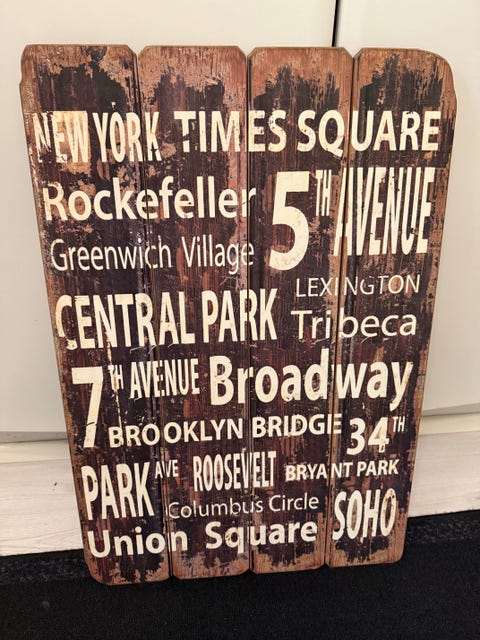 NEW YORK TIMES SQUARE
Rockefeller 5TH AVENUE
Greenwich Village
LEXINGTON
CENTRAL PARK Tribeca
7TH AVENUE Broadway
BROOKLYN BRIDGE 34TH
PARK AVE ROOSEVELT BRYANT PARK
Columbus Circle SOHO
Union Square